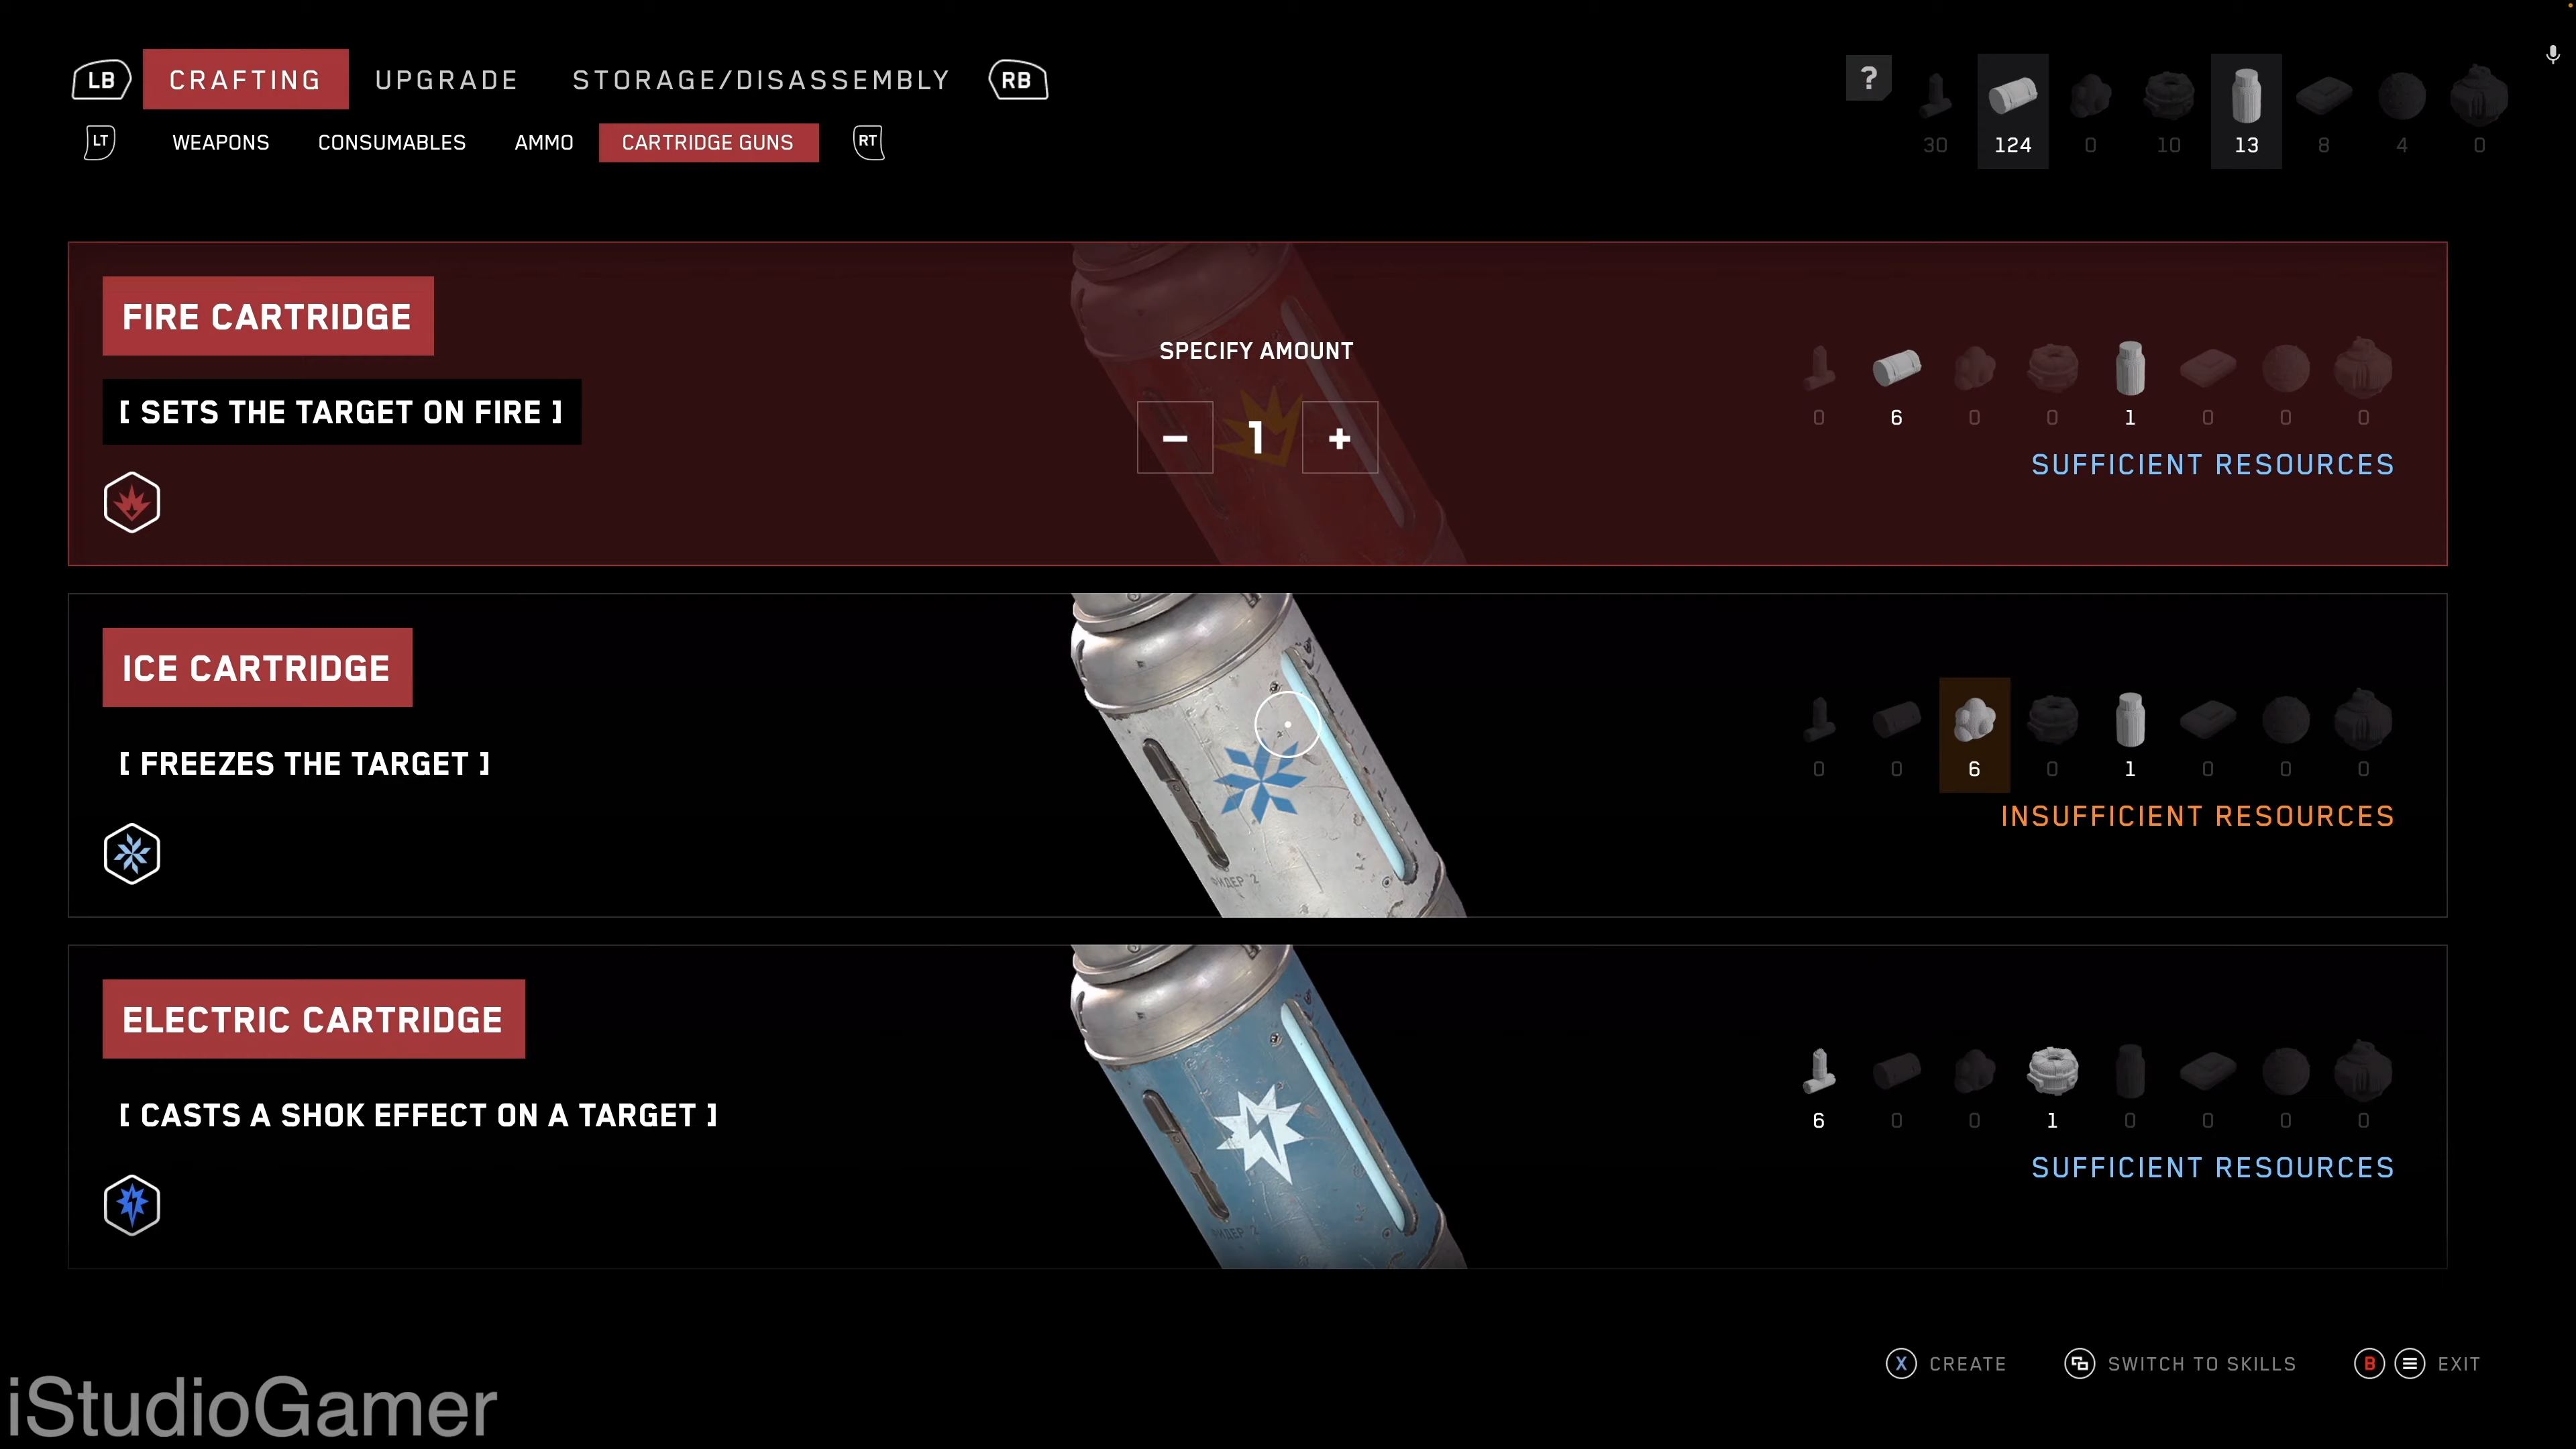 LB CRAFTING UPGRADE STORAGE/DISASSEMBLY RB
LT WEAPONS CONSUMABLES AMMO CARTRIDGE GUNS RT
?
30 124 0 10 13 8 4 0
FIRE CARTRIDGE
[ SETS THE TARGET ON FIRE ]
SPECIFY AMOUNT
− 1 +
0 6 0 0 1 0 0 0
SUFFICIENT RESOURCES
ICE CARTRIDGE
[ FREEZES THE TARGET ]
ФИДЕР 2
0 0 6 0 1 0 0 0
INSUFFICIENT RESOURCES
ELECTRIC CARTRIDGE
[ CASTS A SHOK EFFECT ON A TARGET ]
ФИДЕР 2
6 0 0 1 0 0 0 0
SUFFICIENT RESOURCES
X CREATE SWITCH TO SKILLS B EXIT
iStudioGamer